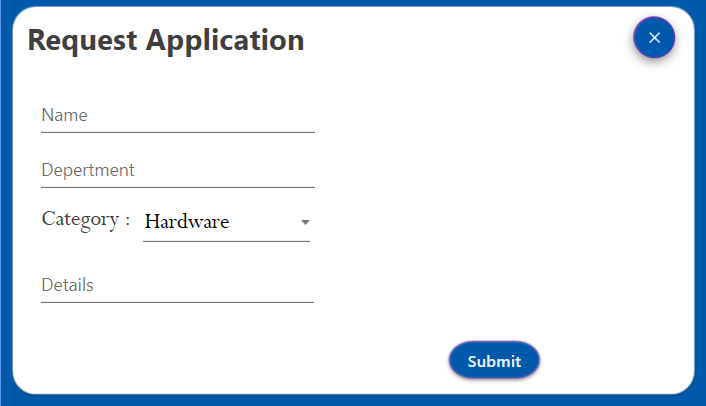 Request Application
Name
Depertment
Category :
Hardware
Details
Submit